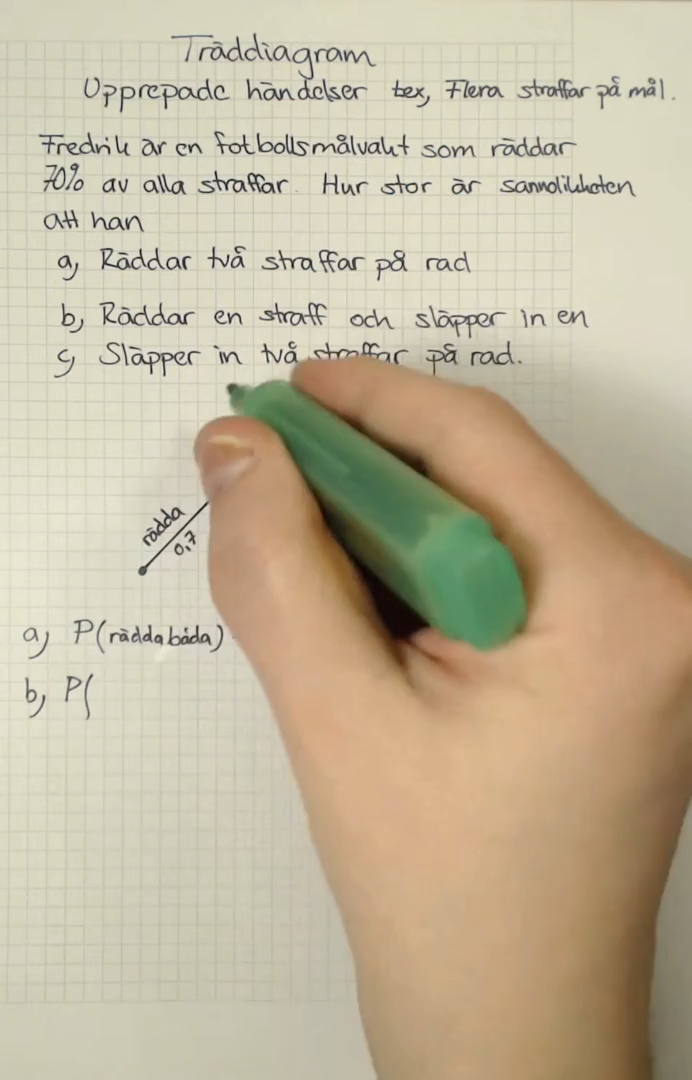 Träddiagram
Upprepade händelser tex, Flera straffar på mål.
Fredrik är en fotbollsmålvakt som räddar
70% av alla straffar. Hur stor är sannolikheten
att han
a) Räddar två straffar på rad
b) Räddar en straff och släpper in en
c) Släpper in två straffar på rad.
rädda
0,7
a) P(rädda båda)
b) P(